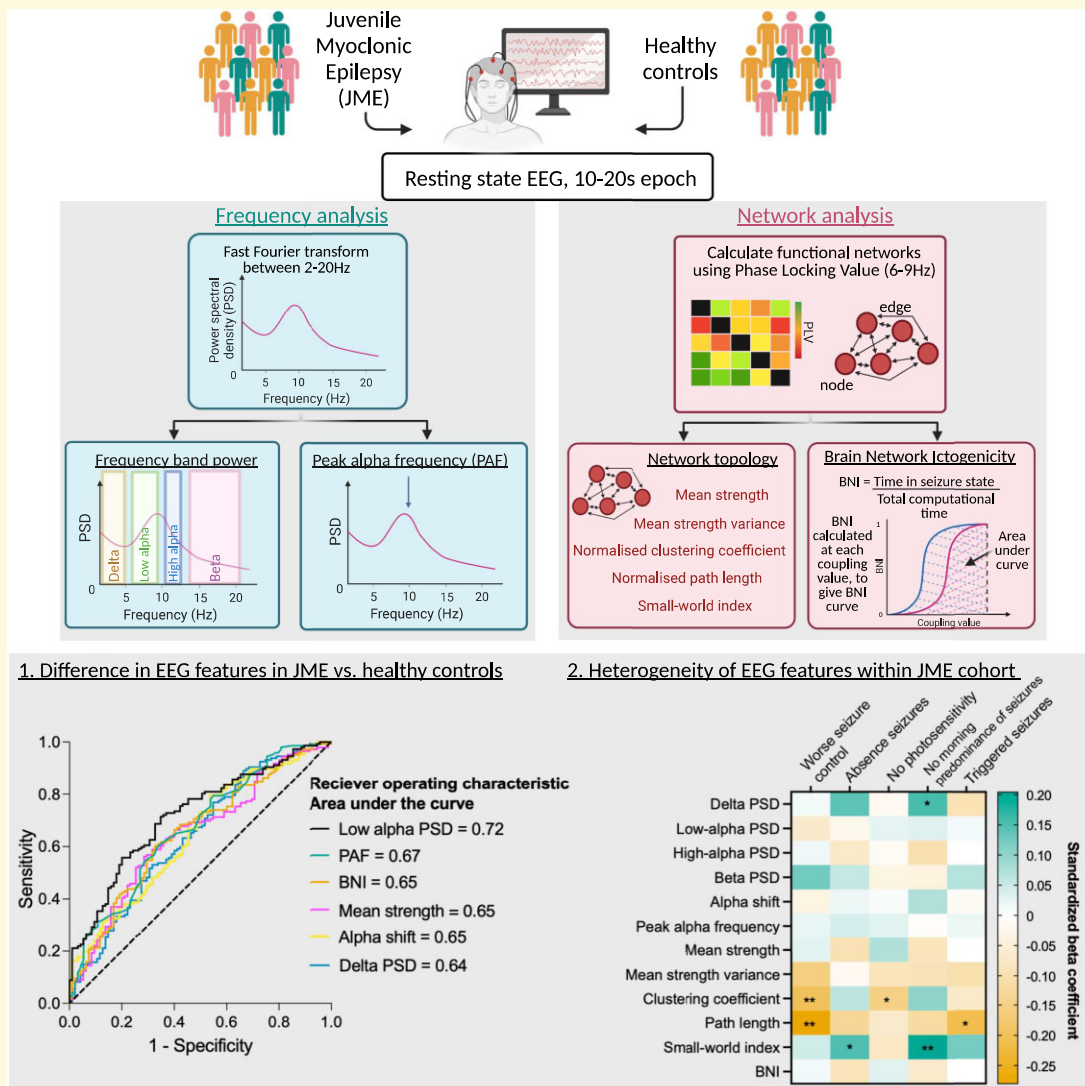 Juvenile
Myoclonic
Epilepsy
(JME)
Healthy
controls
Resting state EEG, 10-20s epoch
Frequency analysis
Fast Fourier transform
between 2-20Hz
Power spectral
density (PSD)
0
5
10
15
20
Frequency (Hz)
Frequency band power
PSD
0
Delta
Low alpha
High alpha
Beta
5
10
15
20
Frequency (Hz)
Peak alpha frequency (PAF)
PSD
0
5
10
15
20
Frequency (Hz)
Network analysis
Calculate functional networks
using Phase Locking Value (6-9Hz)
PLV
edge
node
Network topology
Mean strength
Mean strength variance
Normalised clustering coefficient
Normalised path length
Small-world index
Brain Network Ictogenicity
BNI = Time in seizure state
Total computational
time
BNI
calculated
at each
coupling
value, to
give BNI
curve
1
BNI
0
Coupling value
Area
under
curve
1. Difference in EEG features in JME vs. healthy controls
1.0
0.8
0.6
0.4
0.2
0.0
Sensitivity
0.0
0.2
0.4
0.6
0.8
1.0
1 - Specificity
Reciever operating characteristic
Area under the curve
Low alpha PSD = 0.72
PAF = 0.67
BNI = 0.65
Mean strength = 0.65
Alpha shift = 0.65
Delta PSD = 0.64
2. Heterogeneity of EEG features within JME cohort
Worse seizure
control
Absence seizures
No photosensitivity
No morning
predominance of seizures
Triggered seizures
Delta PSD
*
Low-alpha PSD
High-alpha PSD
Beta PSD
Alpha shift
Peak alpha frequency
Mean strength
Mean strength variance
Clustering coefficient
**
*
Path length
**
*
Small-world index
*
**
BNI
0.20
0.15
0.10
0.05
0
-0.05
-0.10
-0.15
-0.20
-0.25
Standardized beta coefficient